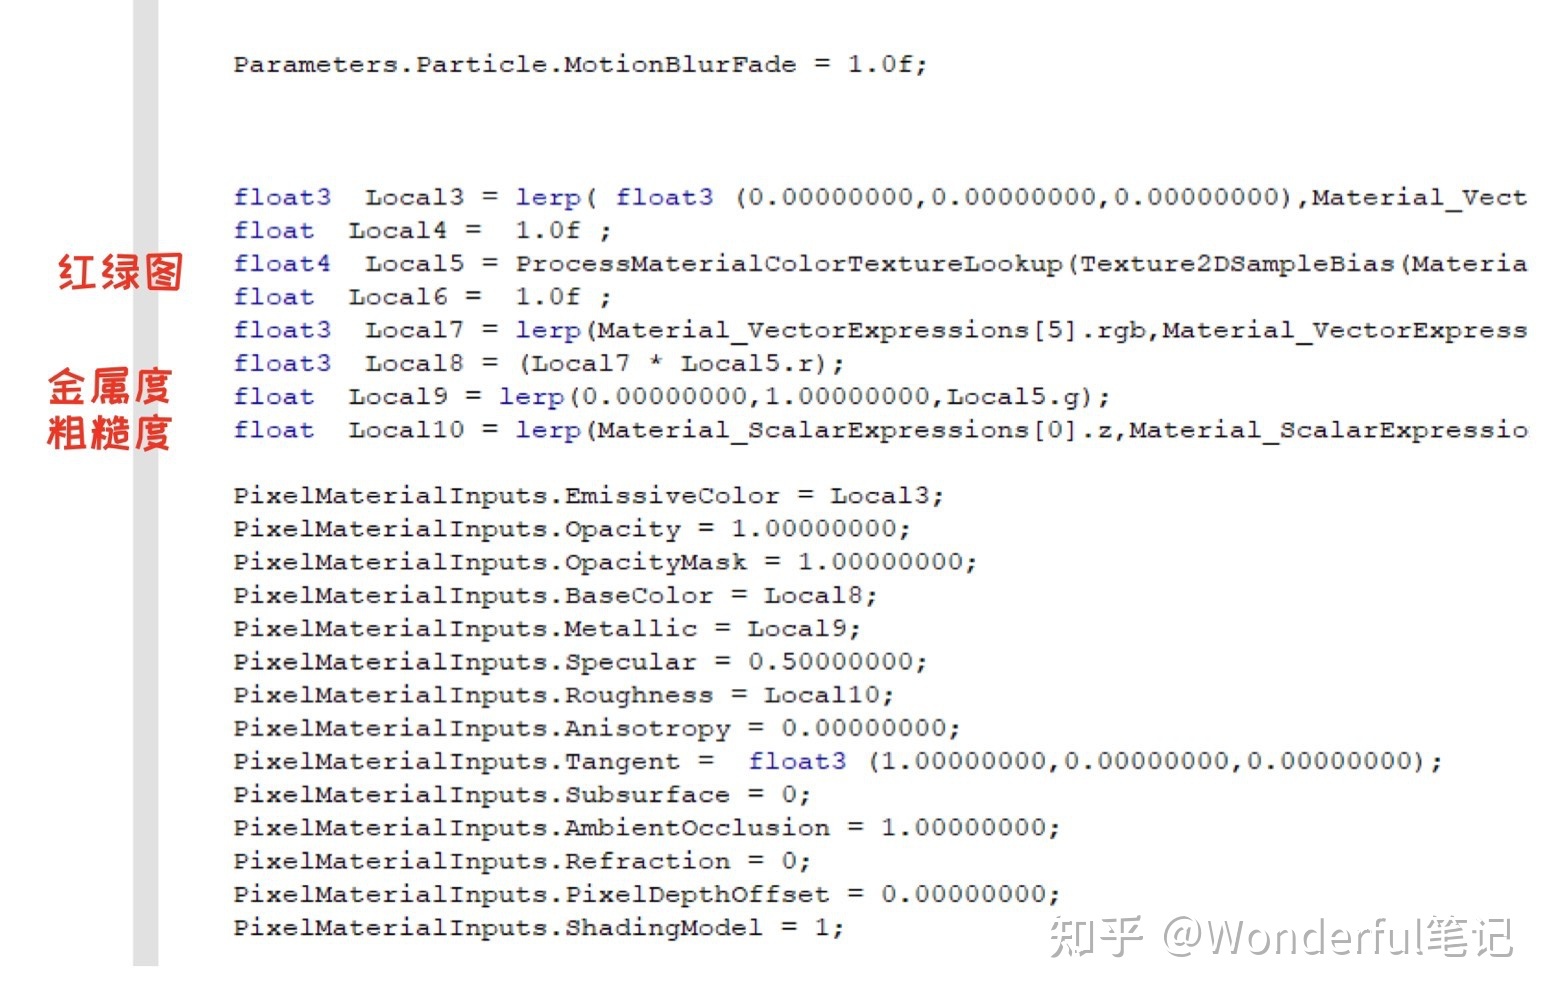 Parameters.Particle.MotionBlurFade = 1.0f;
float3  Local3 = lerp( float3 (0.00000000,0.00000000,0.00000000),Material_Vect
float  Local4 =  1.0f ;
红绿图
float4  Local5 = ProcessMaterialColorTextureLookup(Texture2DSampleBias(Materia
float  Local6 =  1.0f ;
float3  Local7 = lerp(Material_VectorExpressions[5].rgb,Material_VectorExpress
float3  Local8 = (Local7 * Local5.r);
金属度
float  Local9 = lerp(0.00000000,1.00000000,Local5.g);
粗糙度
float  Local10 = lerp(Material_ScalarExpressions[0].z,Material_ScalarExpressio
PixelMaterialInputs.EmissiveColor = Local3;
PixelMaterialInputs.Opacity = 1.00000000;
PixelMaterialInputs.OpacityMask = 1.00000000;
PixelMaterialInputs.BaseColor = Local8;
PixelMaterialInputs.Metallic = Local9;
PixelMaterialInputs.Specular = 0.50000000;
PixelMaterialInputs.Roughness = Local10;
PixelMaterialInputs.Anisotropy = 0.00000000;
PixelMaterialInputs.Tangent =  float3 (1.00000000,0.00000000,0.00000000);
PixelMaterialInputs.Subsurface = 0;
PixelMaterialInputs.AmbientOcclusion = 1.00000000;
PixelMaterialInputs.Refraction = 0;
PixelMaterialInputs.PixelDepthOffset = 0.00000000;
PixelMaterialInputs.ShadingModel = 1;
知乎 @Wonderful笔记